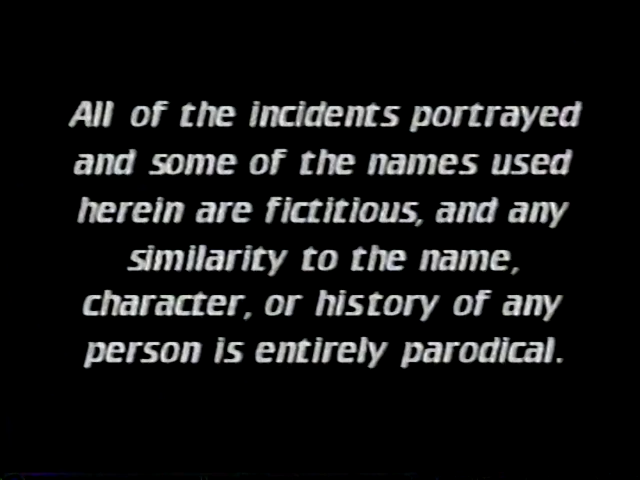 All of the incidents portrayed
and some of the names used
herein are fictitious, and any
similarity to the name,
character, or history of any
person is entirely parodical.